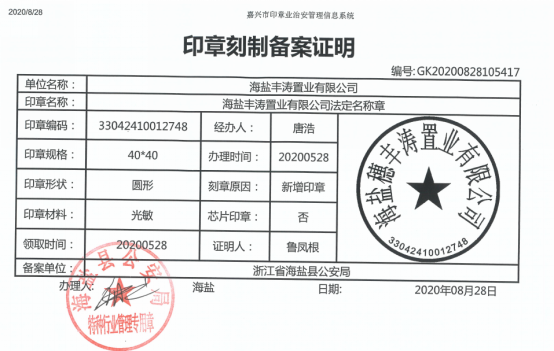 2020/8/28 嘉兴市印章业治安管理信息系统
印章刻制备案证明
编号:GK20200828105417
单位名称: 海盐丰涛置业有限公司
印章名称: 海盐丰涛置业有限公司法定名称章
印章编码: 33042410012748 经办人: 唐浩
印章规格: 40*40 办理时间: 20200528
印章形状: 圆形 刻章原因: 新增印章
印章材料: 光敏 芯片印章: 否
领取时间: 20200528 证明人: 鲁凤根
海盐穗丰涛置业有限公司
33042410012748
备案单位: 浙江省海盐县公安局
办理人: 海盐 日期: 2020年08月28日
海盐县公安局
特种行业管理专用章